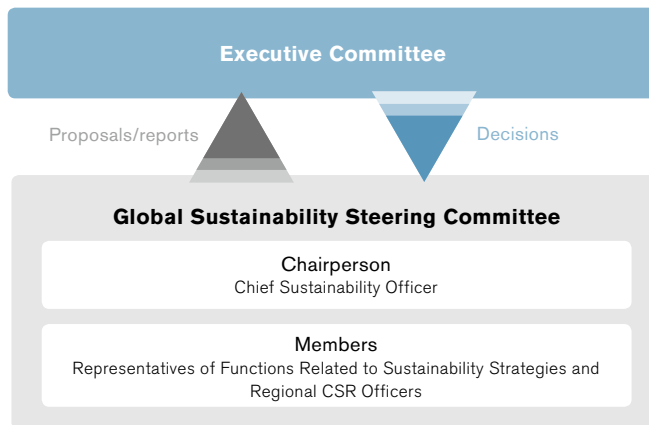 Executive Committee
Proposals/reports
Decisions
Global Sustainability Steering Committee
Chairperson
Chief Sustainability Officer
Members
Representatives of Functions Related to Sustainability Strategies and
Regional CSR Officers